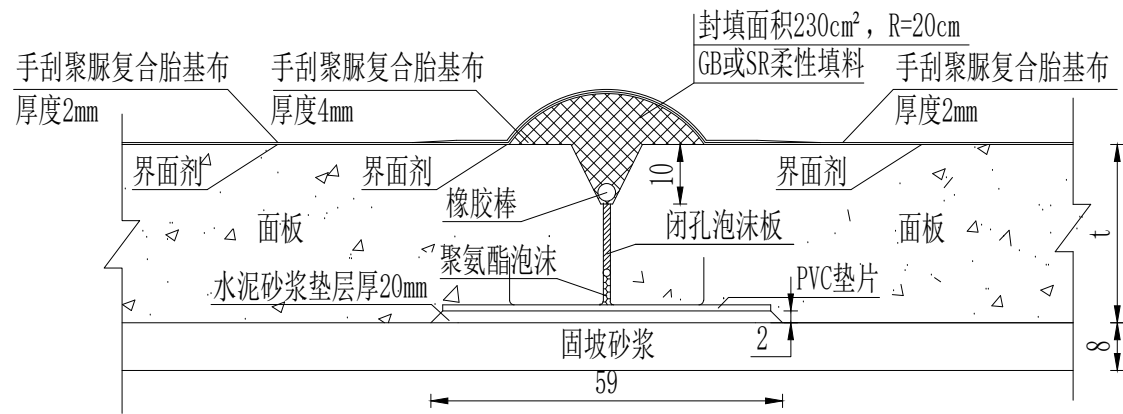 封填面积230cm²，R=20cm
GB或SR柔性填料
手刮聚脲复合胎基布
厚度2mm
手刮聚脲复合胎基布
厚度4mm
手刮聚脲复合胎基布
厚度2mm
界面剂
界面剂
界面剂
10
橡胶棒
面板
闭孔泡沫板
面板
t
聚氨酯泡沫
水泥砂浆垫层厚20mm
PVC垫片
固坡砂浆
2
8
59